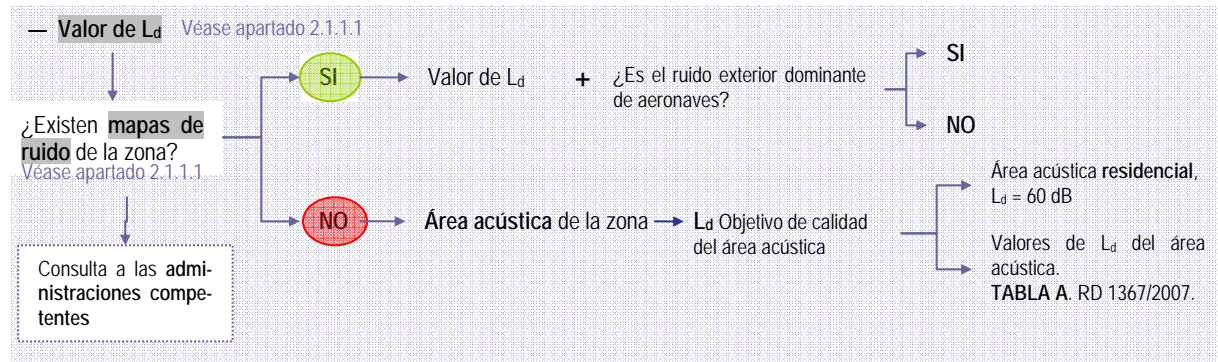 — Valor de Ld Véase apartado 2.1.1.1
¿Existen mapas de
ruido de la zona?
Véase apartado 2.1.1.1
Consulta a las admi-
nistraciones compe-
tentes
SI
Valor de Ld
+
¿Es el ruido exterior dominante
de aeronaves?
SI
NO
NO
Área acústica de la zona
Ld Objetivo de calidad
del área acústica
Área acústica residencial,
Ld = 60 dB
Valores de Ld del área
acústica.
TABLA A. RD 1367/2007.